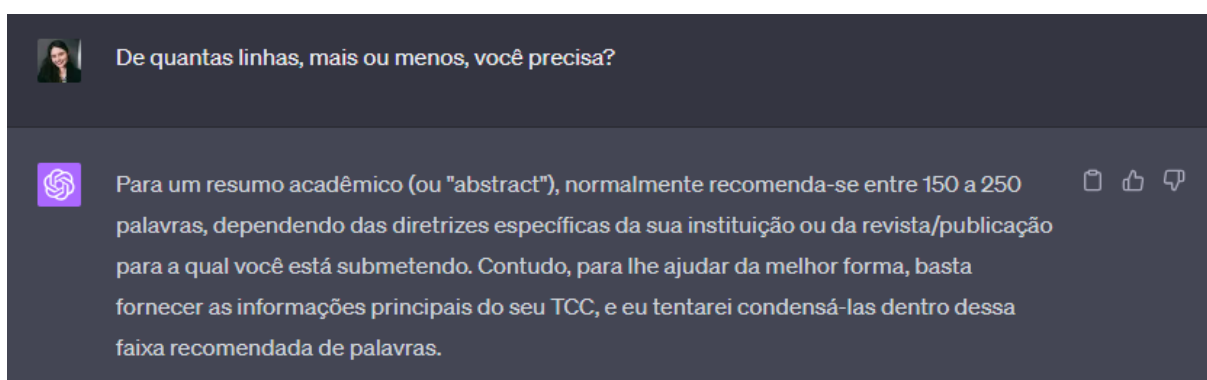 De quantas linhas, mais ou menos, você precisa?
Para um resumo acadêmico (ou "abstract"), normalmente recomenda-se entre 150 a 250
palavras, dependendo das diretrizes específicas da sua instituição ou da revista/publicação
para a qual você está submetendo. Contudo, para lhe ajudar da melhor forma, basta
fornecer as informações principais do seu TCC, e eu tentarei condensá-las dentro dessa
faixa recomendada de palavras.